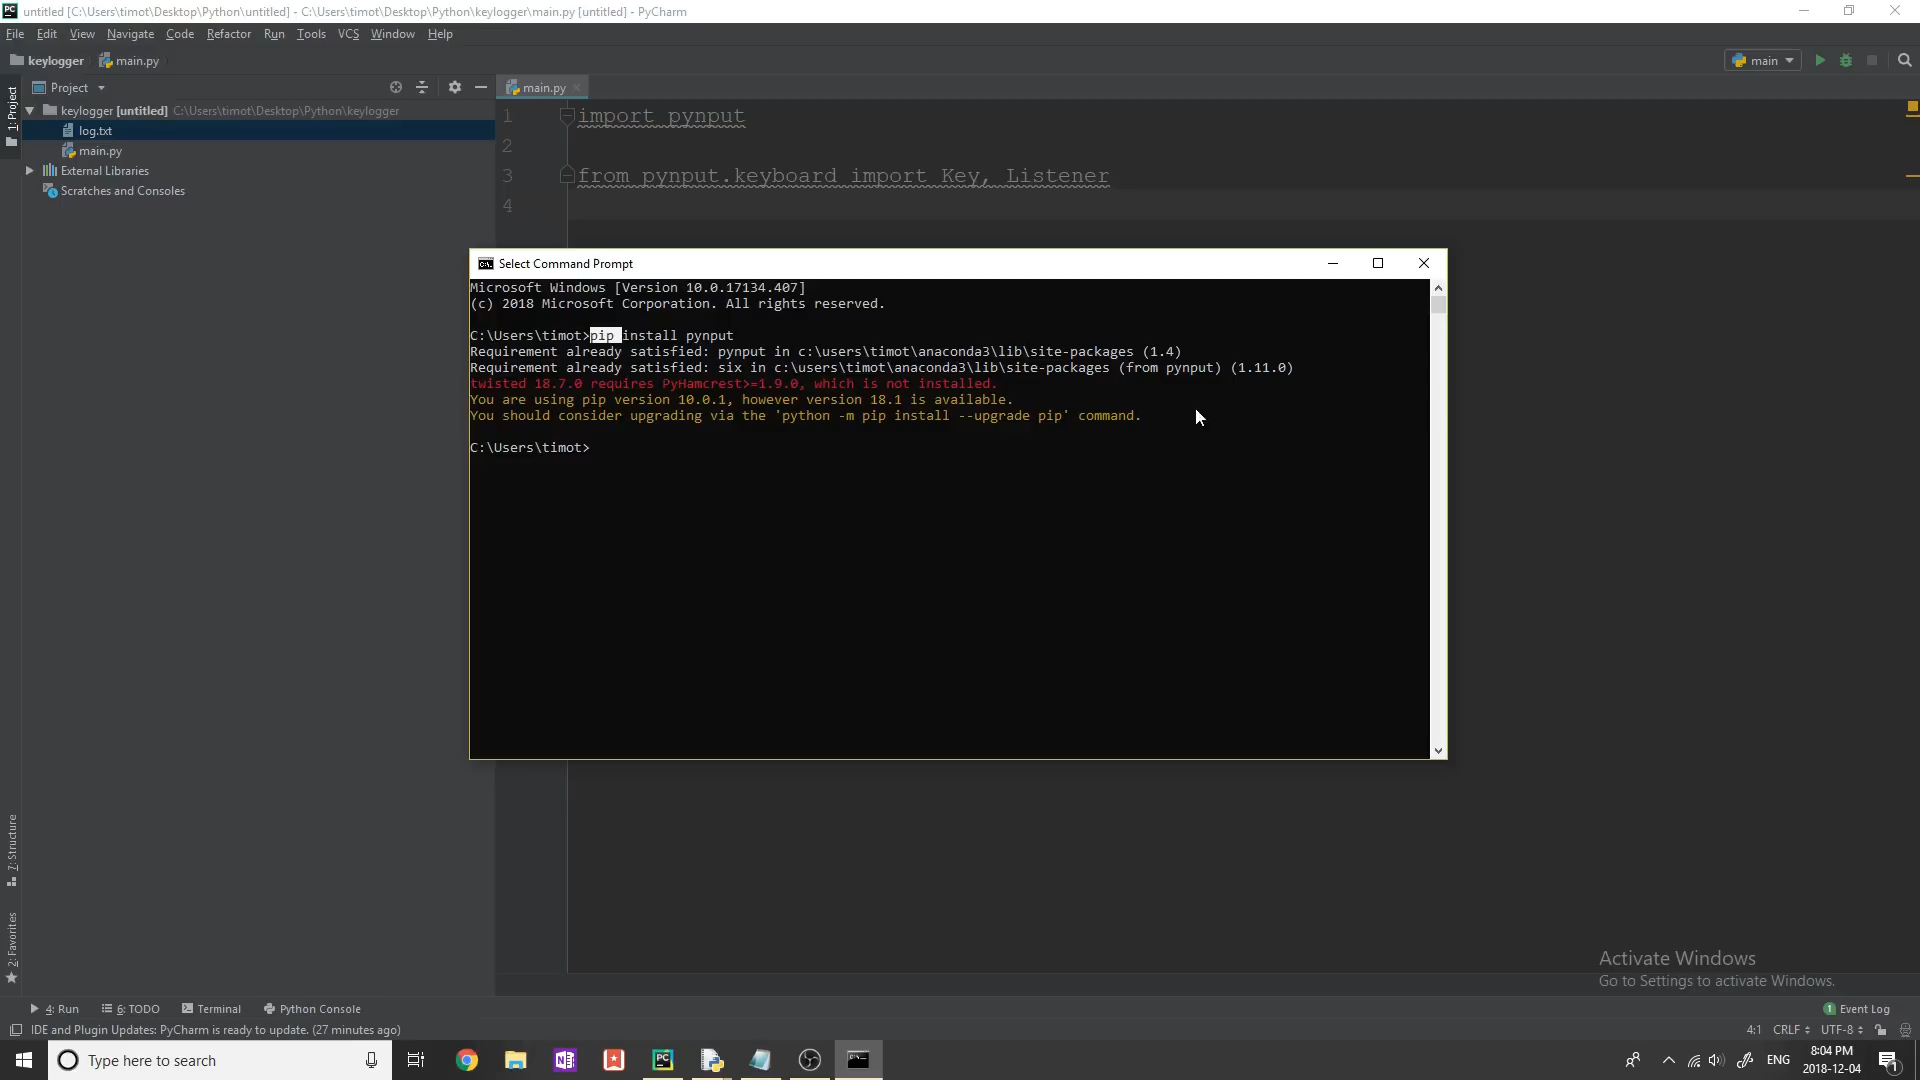 untitled [C:\Users\timot\Desktop\Python\untitled] - C:\Users\timot\Desktop\Python\keylogger\main.py [untitled] - PyCharm
File Edit View Navigate Code Refactor Run Tools VCS Window Help
keylogger main.py
main
1: Project
Project
main.py
keylogger [untitled] C:\Users\timot\Desktop\Python\keylogger
log.txt
main.py
External Libraries
Scratches and Consoles
1 import pynput
2
3 from pynput.keyboard import Key, Listener
4
Select Command Prompt
Microsoft Windows [Version 10.0.17134.407]
(c) 2018 Microsoft Corporation. All rights reserved.
C:\Users\timot>pip install pynput
Requirement already satisfied: pynput in c:\users\timot\anaconda3\lib\site-packages (1.4)
Requirement already satisfied: six in c:\users\timot\anaconda3\lib\site-packages (from pynput) (1.11.0)
twisted 18.7.0 requires PyHamcrest>=1.9.0, which is not installed.
You are using pip version 10.0.1, however version 18.1 is available.
You should consider upgrading via the 'python -m pip install --upgrade pip' command.
C:\Users\timot>
7: Structure
2: Favorites
Activate Windows
Go to Settings to activate Windows.
4: Run 6: TODO Terminal Python Console
1 Event Log
IDE and Plugin Updates: PyCharm is ready to update. (27 minutes ago)
4:1 CRLF UTF-8
Type here to search
ENG
8:04 PM
2018-12-04
1